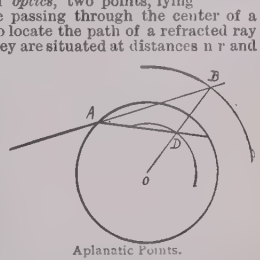 optics, two points, lying
passing through the center of a
locate the path of a refracted ray
ey are situated at distances n r and
B
A
D
o
Aplanatic Points.